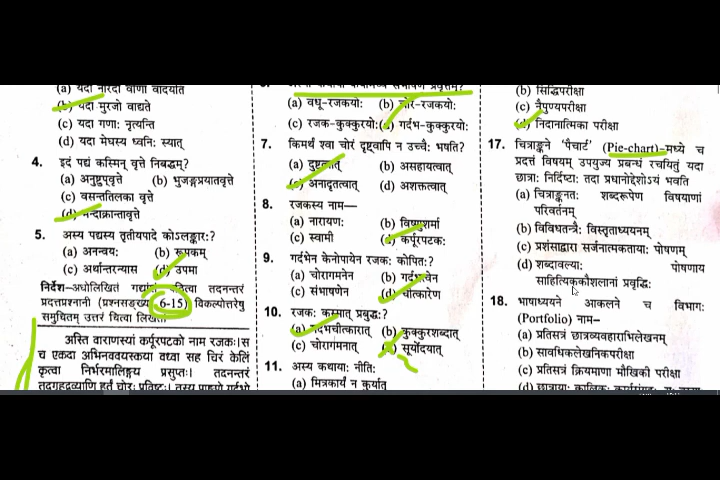 (a) यदा नारदो वीणां वादयति
(b) यदा मुरजो वाद्यते
(c) यदा गणाः नृत्यन्ति
(d) यदा मेघस्य ध्वनिः स्यात्
4. इदं पद्यं कस्मिन् वृत्ते निबद्धम्?
(a) अनुष्टुप्वृत्ते (b) भुजङ्गप्रयातवृत्ते
(c) वसन्ततिलका वृत्ते
(d) मन्दाक्रान्तावृत्ते
5. अस्य पद्यस्य तृतीयपादे कोऽलङ्कारः?
(a) अनन्वयः (b) रूपकम्
(c) अर्थान्तरन्यास (d) उपमा
निर्देश–अधोलिखितं गद्यांशं पठित्वा तदनन्तरं
प्रदत्तप्रश्नानी (प्रश्नसङ्ख्या 6-15) विकल्पोत्तरेषु
समुचितम् उत्तरं चित्वा लिखत।
अस्ति वाराणस्यां कर्पूरपटको नाम रजकः।स
च एकदा अभिनववयस्कया वध्वा सह चिरं केलिं
कृत्वा निर्भरमालिङ्ग्य प्रसुप्तः। तदनन्तरं
तदगृहद्रव्याणि हर्तुं चोरः प्रविष्टः। तस्य प्राङ्गणे गर्दभो
(a) वधू-रजकयोः (b) चोर-रजकयोः
(c) रजक-कुक्कुरयोः (d) गर्दभ-कुक्कुरयोः
7. किमर्थं श्वा चोरं दृष्ट्वापि न उच्चैः भषति?
(a) दुष्टत्वात् (b) असहायत्वात्
(c) अनादृतत्वात् (d) अशक्तत्वात्
8. रजकस्य नाम—
(a) नारायणः (b) विष्णुशर्मा
(c) स्वामी (d) कर्पूरपटकः
9. गर्दभेन केनोपायेन रजकः कोपितः?
(a) चोरागमनेन (b) गर्दभत्वेन
(c) संभाषणेन (d) चीत्कारेण
10. रजकः कस्मात् प्रबुद्धः?
(a) गर्दभचीत्कारात् (b) कुक्कुरशब्दात्
(c) चोरागमनात् (d) सूर्योदयात्
11. अस्य कथायाः नीतिः
(a) मित्रकार्यं न कुर्यात्
(b) सिद्धिपरीक्षा
(c) नैपुण्यपरीक्षा
(d) निदानात्मिका परीक्षा
17. चित्राङ्कने 'पैचार्ट' (Pie-chart)-मध्ये च
प्रदत्तं विषयम् उपयुज्य प्रबन्धं रचयितुं यदा
छात्राः निर्दिष्टाः तदा प्रधानोद्देशोऽयं भवति
(a) चित्राङ्कनतः शब्दरूपेण विषयाणां
परिवर्तनम्
(b) विविधतन्त्रैः विस्तृताध्ययनम्
(c) प्रशंसाद्वारा सर्जनात्मकतायाः पोषणम्
(d) शब्दावल्याः पोषणाय
साहित्यिककौशलानां प्रवृद्धिः
18. भाषाध्ययने आकलने च विभागः
(Portfolio) नाम–
(a) प्रतिसत्रं छात्रव्यवहाराभिलेखनम्
(b) सावधिकलेखनिकपरीक्षा
(c) प्रतिसत्रं क्रियमाणा मौखिकी परीक्षा